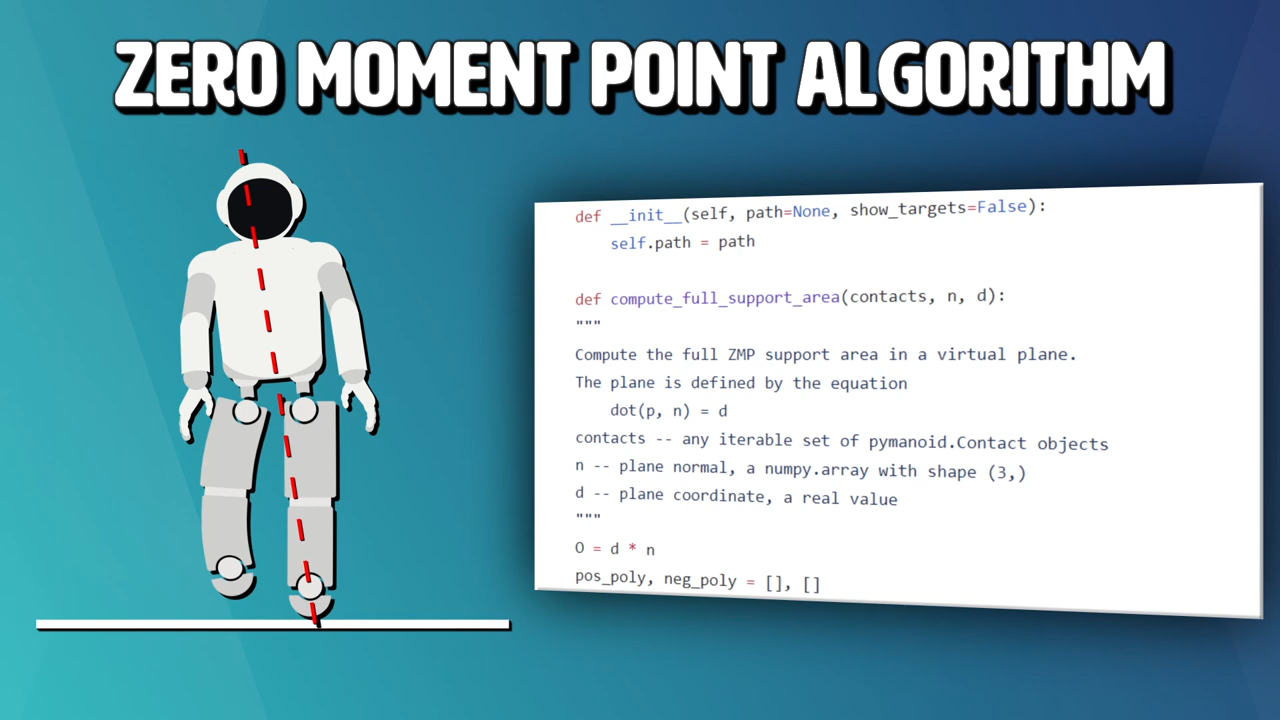 ZERO MOMENT POINT ALGORITHM
def __init__(self, path=None, show_targets=False):
self.path = path
def compute_full_support_area(contacts, n, d):
"""
Compute the full ZMP support area in a virtual plane.
The plane is defined by the equation
dot(p, n) = d
contacts -- any iterable set of pymanoid.Contact objects
n -- plane normal, a numpy.array with shape (3,)
d -- plane coordinate, a real value
"""
O = d * n
pos_poly, neg_poly = [], []